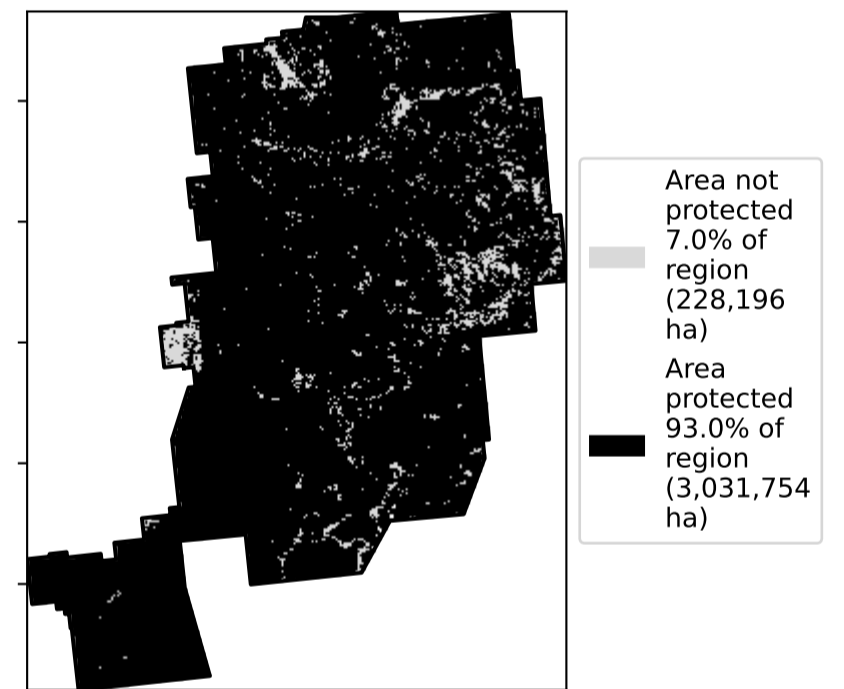 Area not
protected
7.0% of
region
(228,196
ha)
Area
protected
93.0% of
region
(3,031,754
ha)